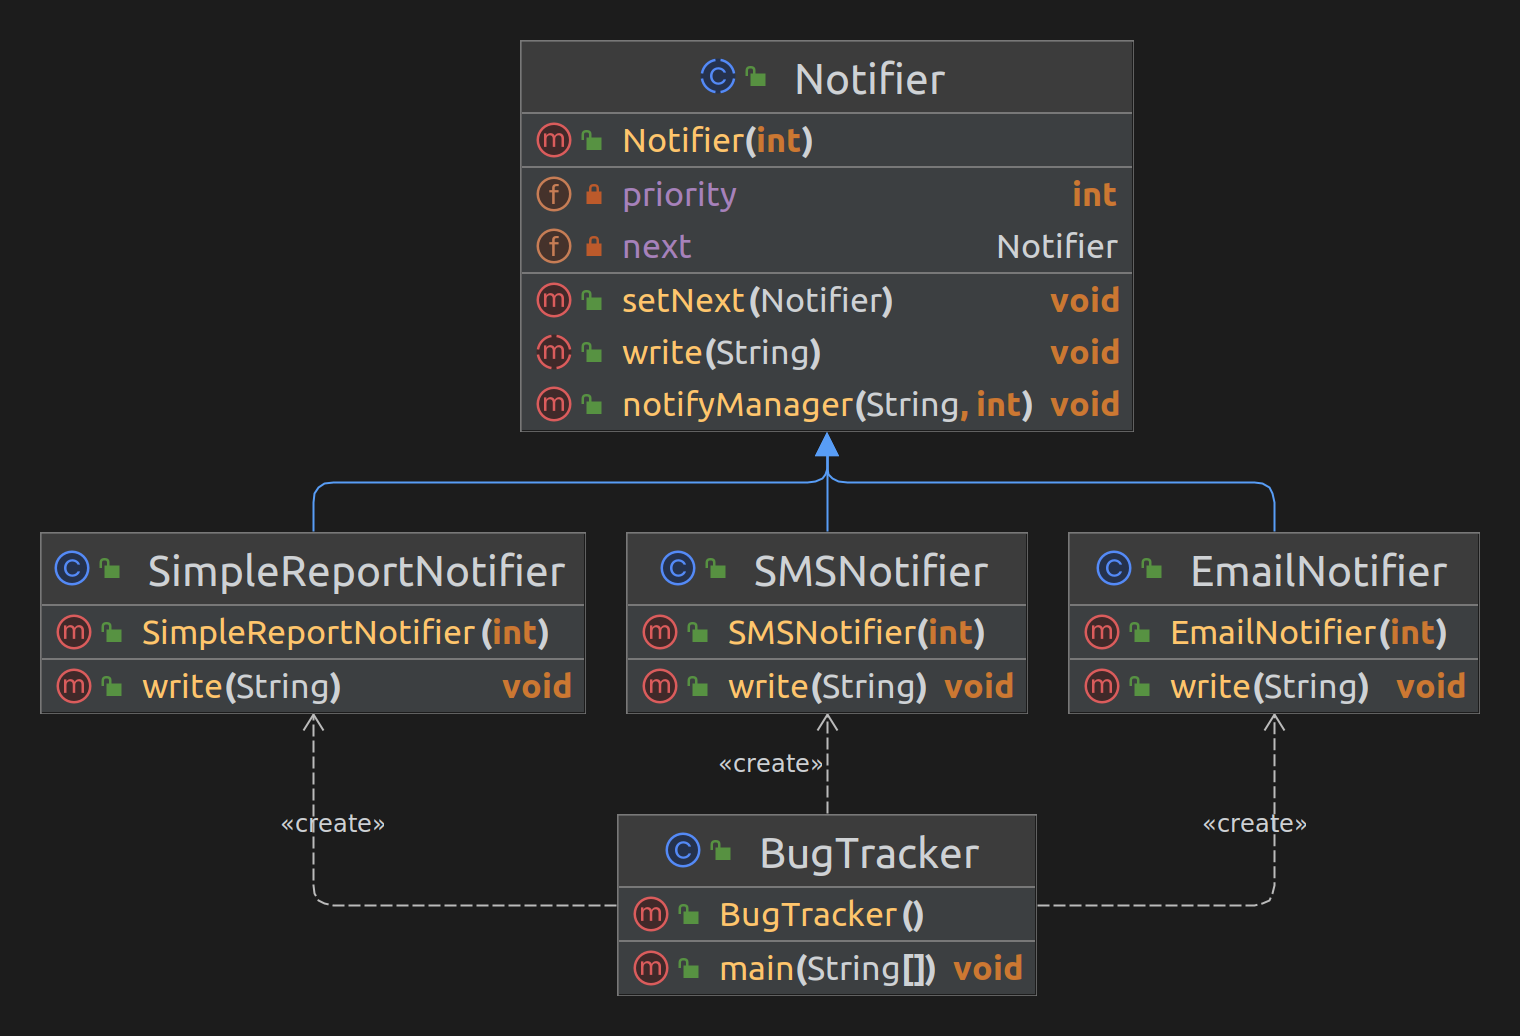 Notifier
Notifier(int)
priority int
next Notifier
setNext(Notifier) void
write(String) void
notifyManager(String, int) void
SimpleReportNotifier
SimpleReportNotifier(int)
write(String) void
SMSNotifier
SMSNotifier(int)
write(String) void
EmailNotifier
EmailNotifier(int)
write(String) void
«create»
«create»
«create»
BugTracker
BugTracker()
main(String[]) void